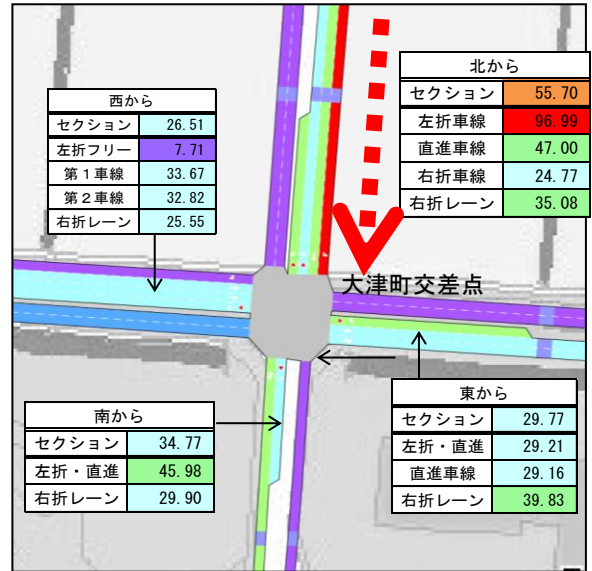 北から
セクション 55.70
左折車線 96.99
直進車線 47.00
右折車線 24.77
右折レーン 35.08
西から
セクション 26.51
左折フリー 7.71
第1車線 33.67
第2車線 32.82
右折レーン 25.55
大津町交差点
東から
セクション 29.77
左折・直進 29.21
直進車線 29.16
右折レーン 39.83
南から
セクション 34.77
左折・直進 45.98
右折レーン 29.90